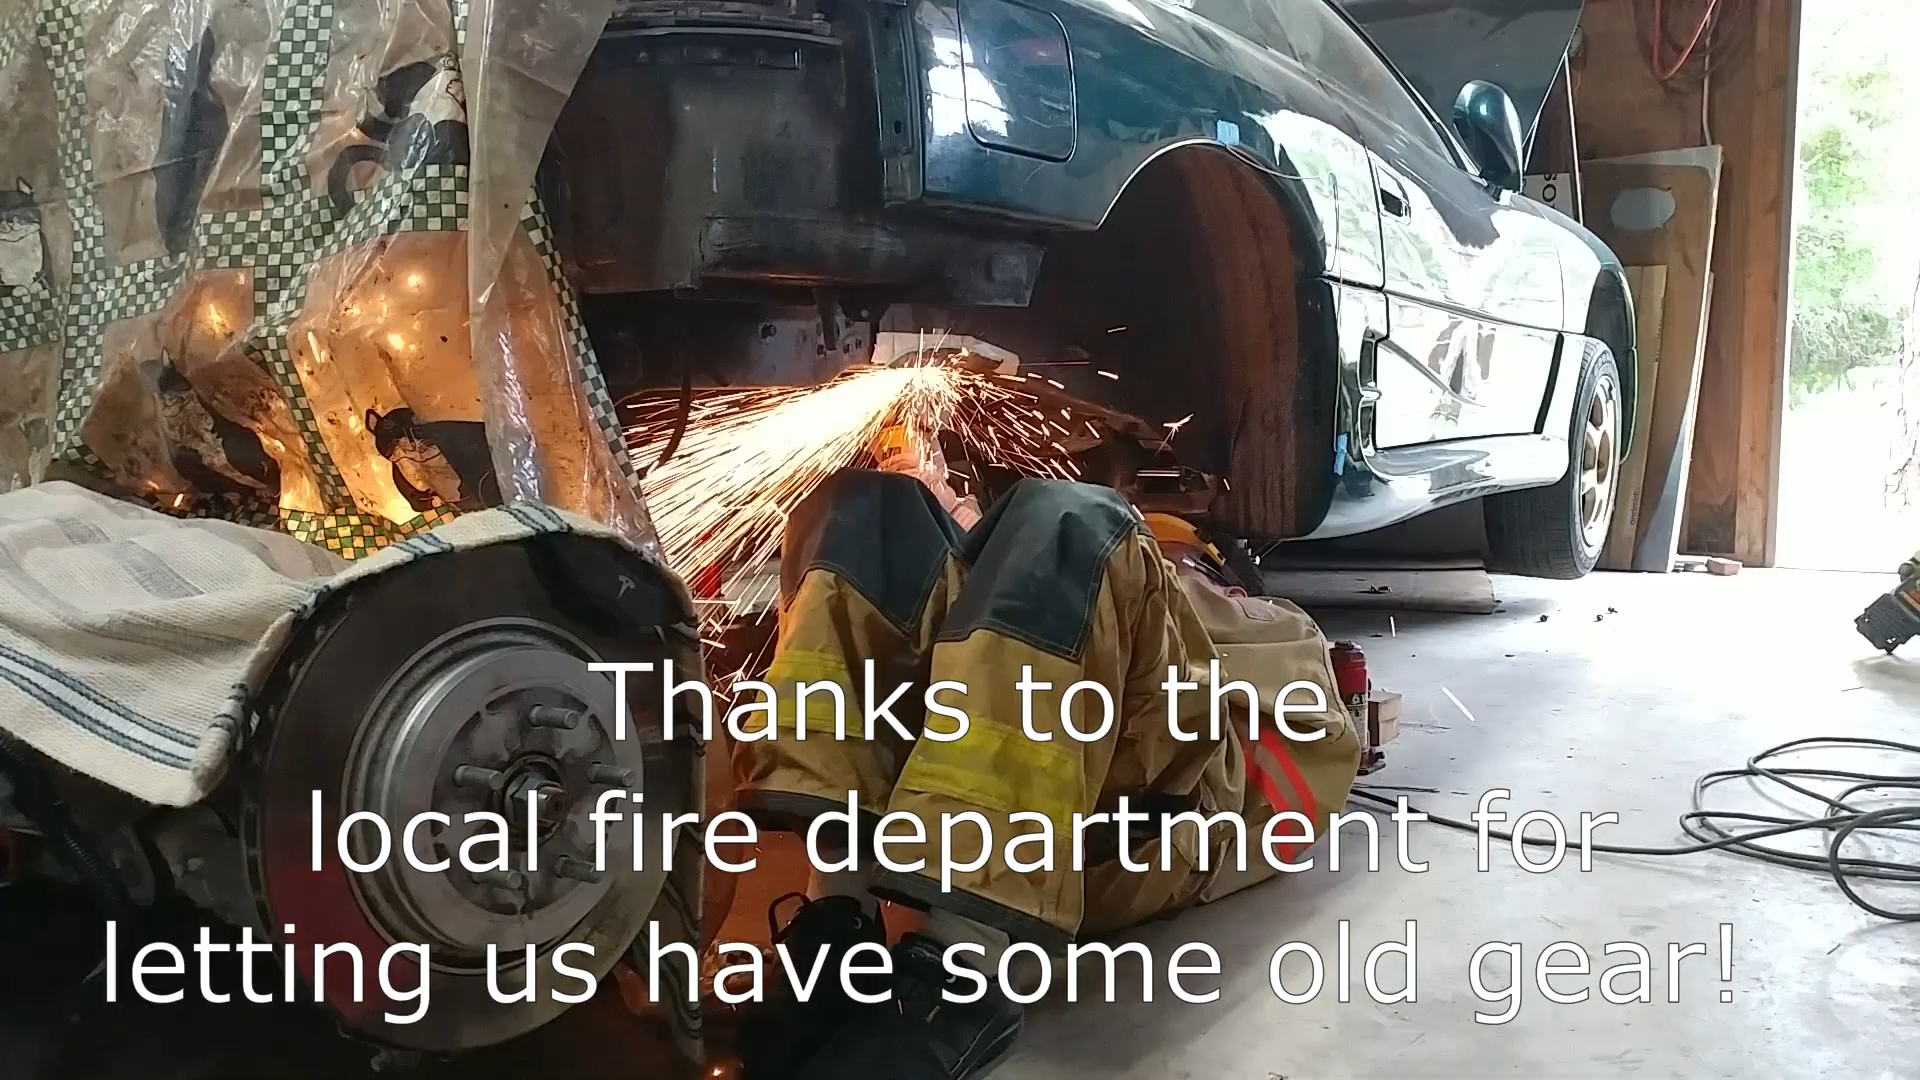 Thanks to the
local fire department for
letting us have some old gear!